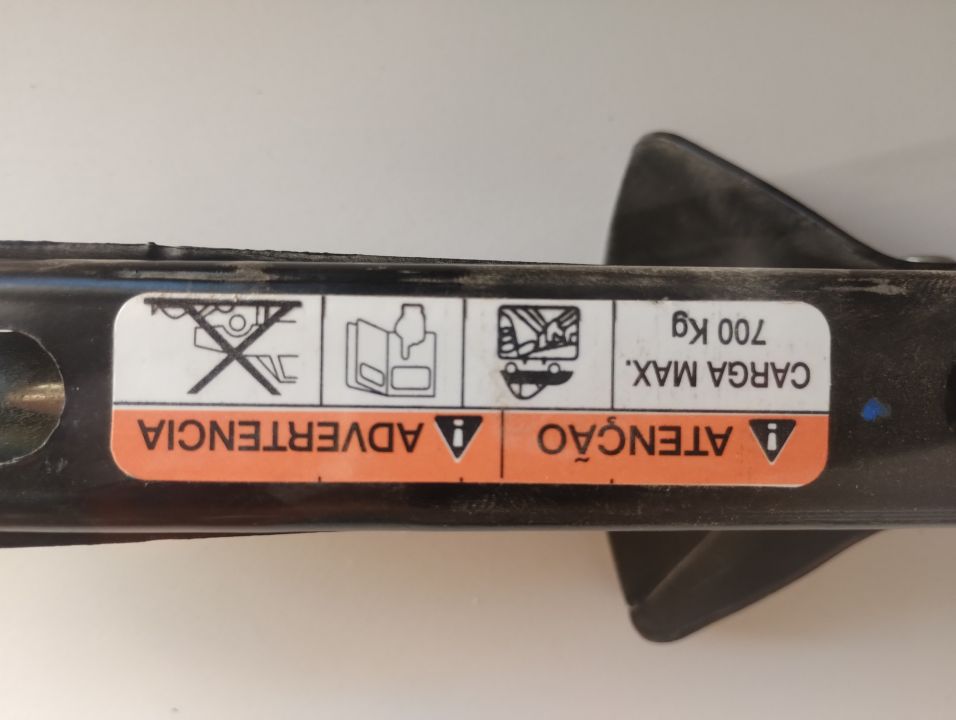 ATENÇÃO
ADVERTENCIA
CARGA MAX.
700 Kg